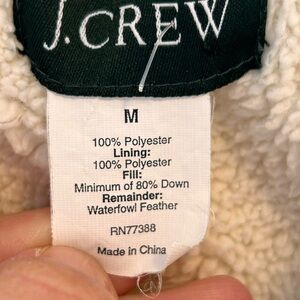 J.CREW
M
100% Polyester
Lining:
100% Polyester
Fill:
Minimum of 80% Down
Remainder:
Waterfowl Feather
RN77388
Made in China